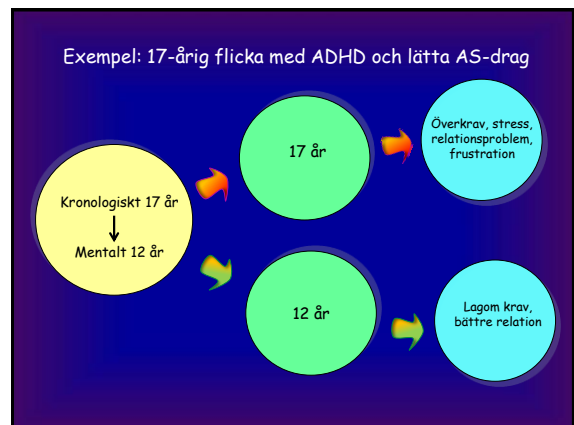 Exempel: 17-årig flicka med ADHD och lätta AS-drag
Kronologiskt 17 år
Mentalt 12 år
17 år
Överkrav, stress,
relationsproblem,
frustration
12 år
Lagom krav,
bättre relation